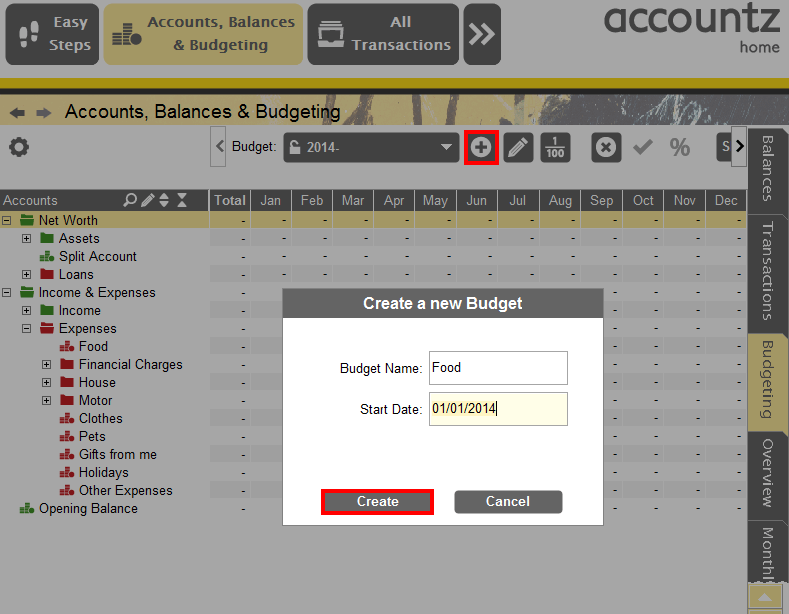 Easy Steps
Accounts, Balances & Budgeting
All Transactions
accountz
home
Accounts, Balances & Budgeting
Budget: 2014-
1
100
%
S
Accounts Total Jan Feb Mar Apr May Jun Jul Aug Sep Oct Nov Dec
Net Worth
Assets
Split Account
Loans
Income & Expenses
Income
Expenses
Food
Financial Charges
House
Motor
Clothes
Pets
Gifts from me
Holidays
Other Expenses
Opening Balance
Create a new Budget
Budget Name: Food
Start Date: 01/01/2014
Create Cancel
Balances
Transactions
Budgeting
Overview
Monthl